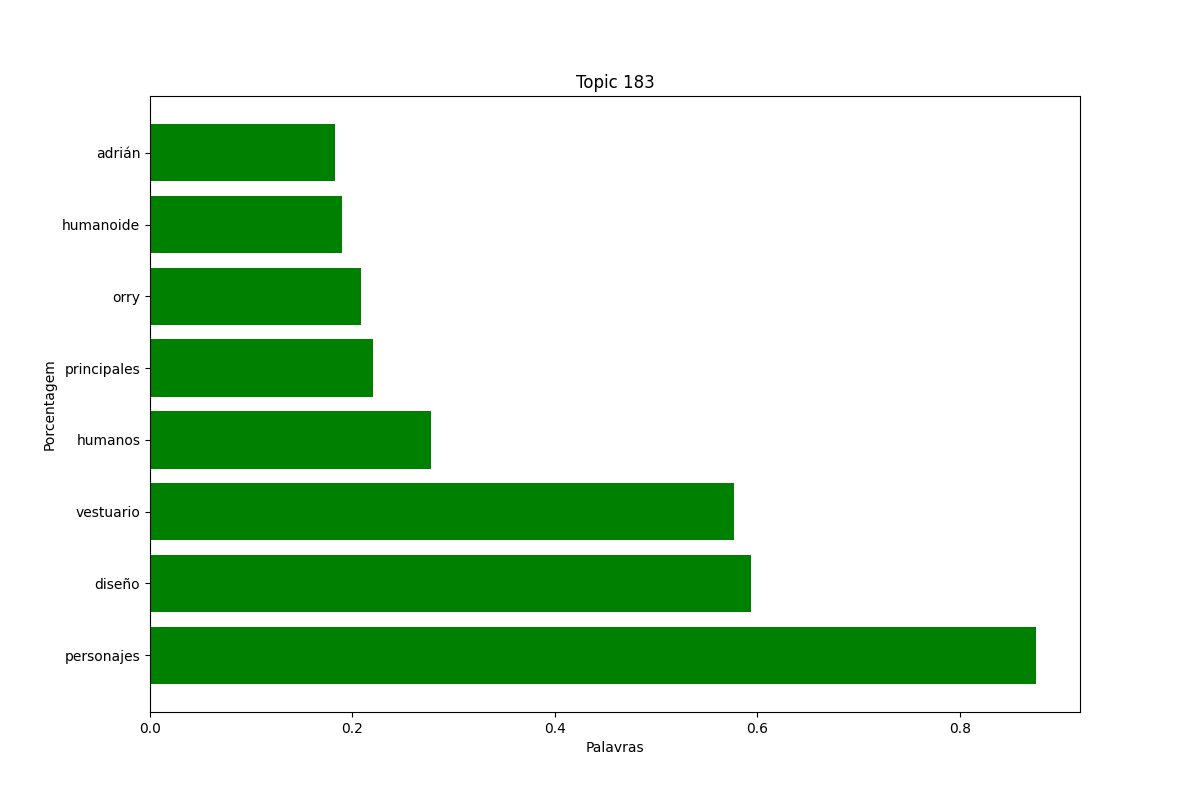 Topic 183
adrián
humanoide
orry
principales
humanos
vestuario
diseño
personajes
Porcentagem
0.0 0.2 0.4 0.6 0.8
Palavras